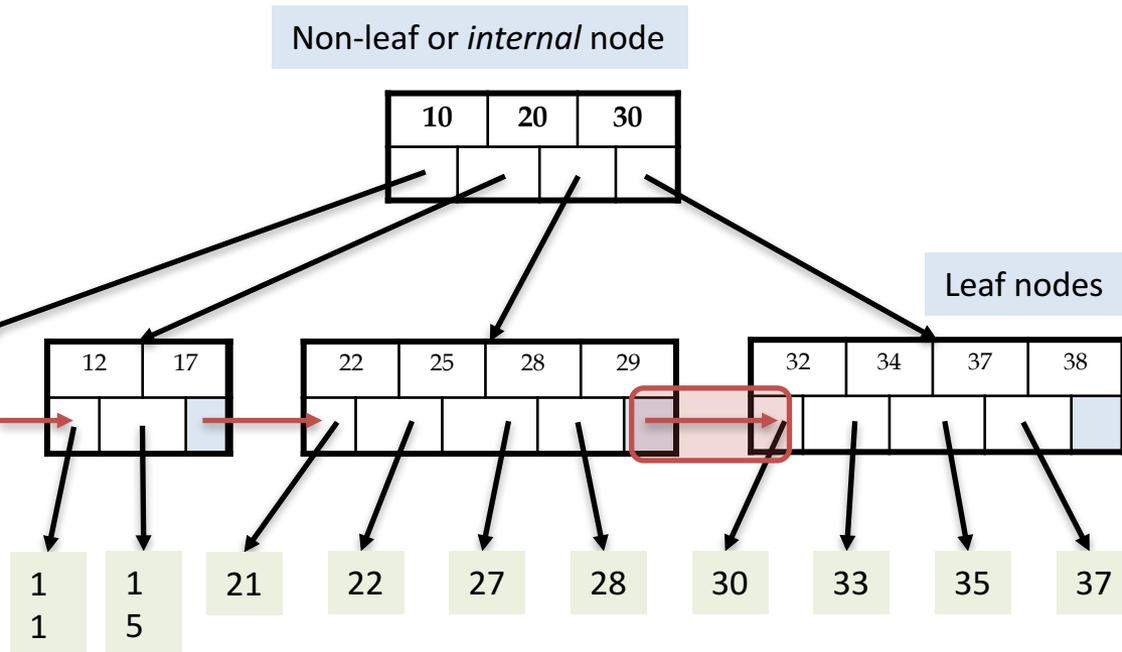 Non-leaf or internal node
10 20 30
Leaf nodes
12 17 22 25 28 29 32 34 37 38
1 1 21 22 27 28 30 33 35 37
1 5